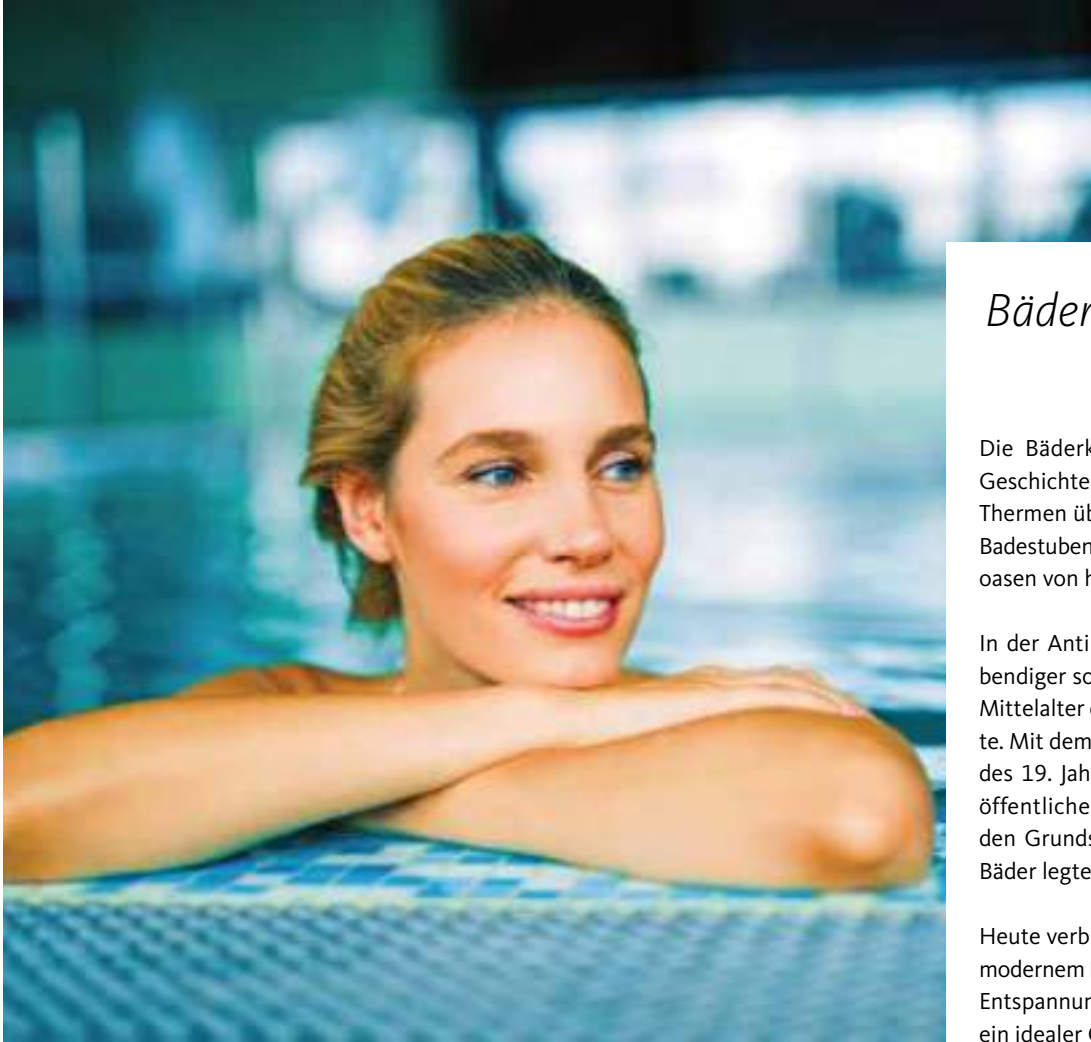 Bäder
Die Bäderk
Geschichte
Thermen üb
Badestuben
oasen von h
In der Anti
bendiger so
Mittelalter
te. Mit dem
des 19. Jah
öffentliche
den Grunds
Bäder legte
Heute verb
modernem
Entspannun
ein idealer